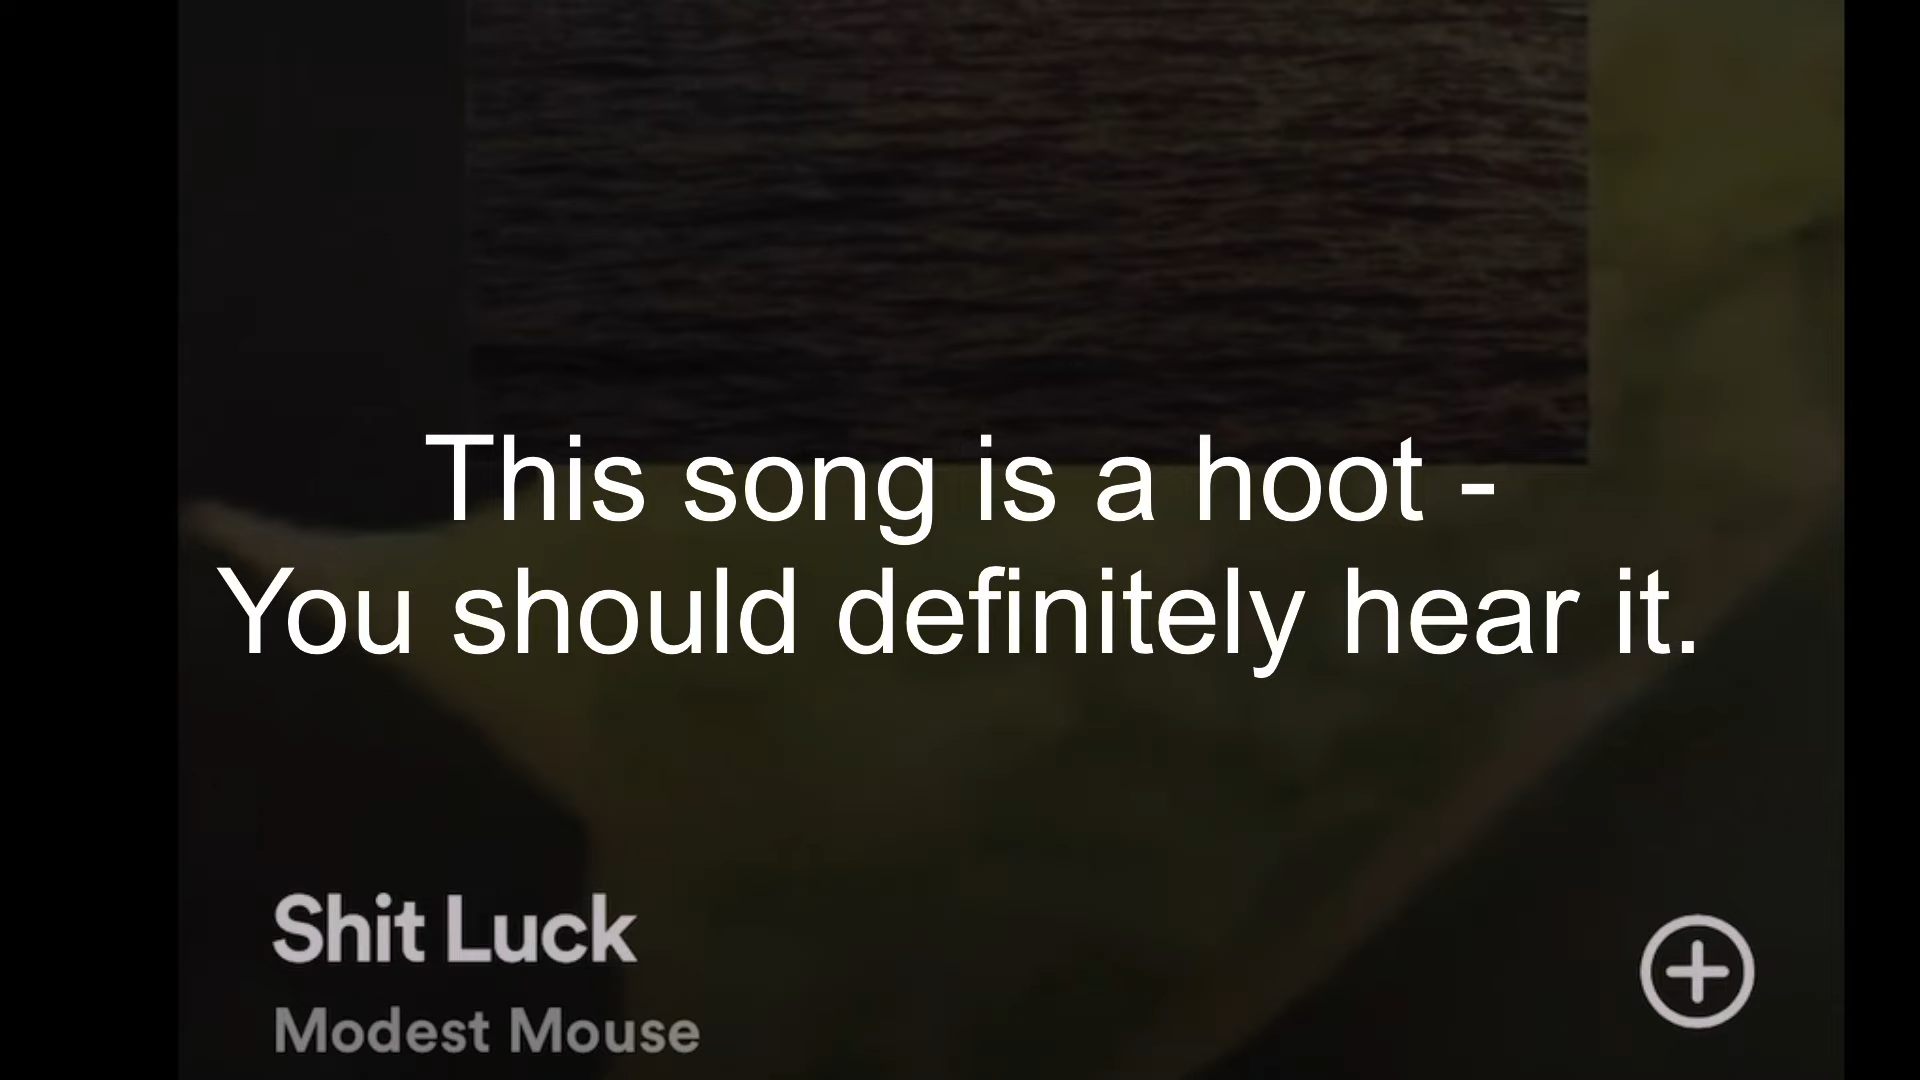 This song is a hoot -
You should definitely hear it.
Shit Luck
Modest Mouse